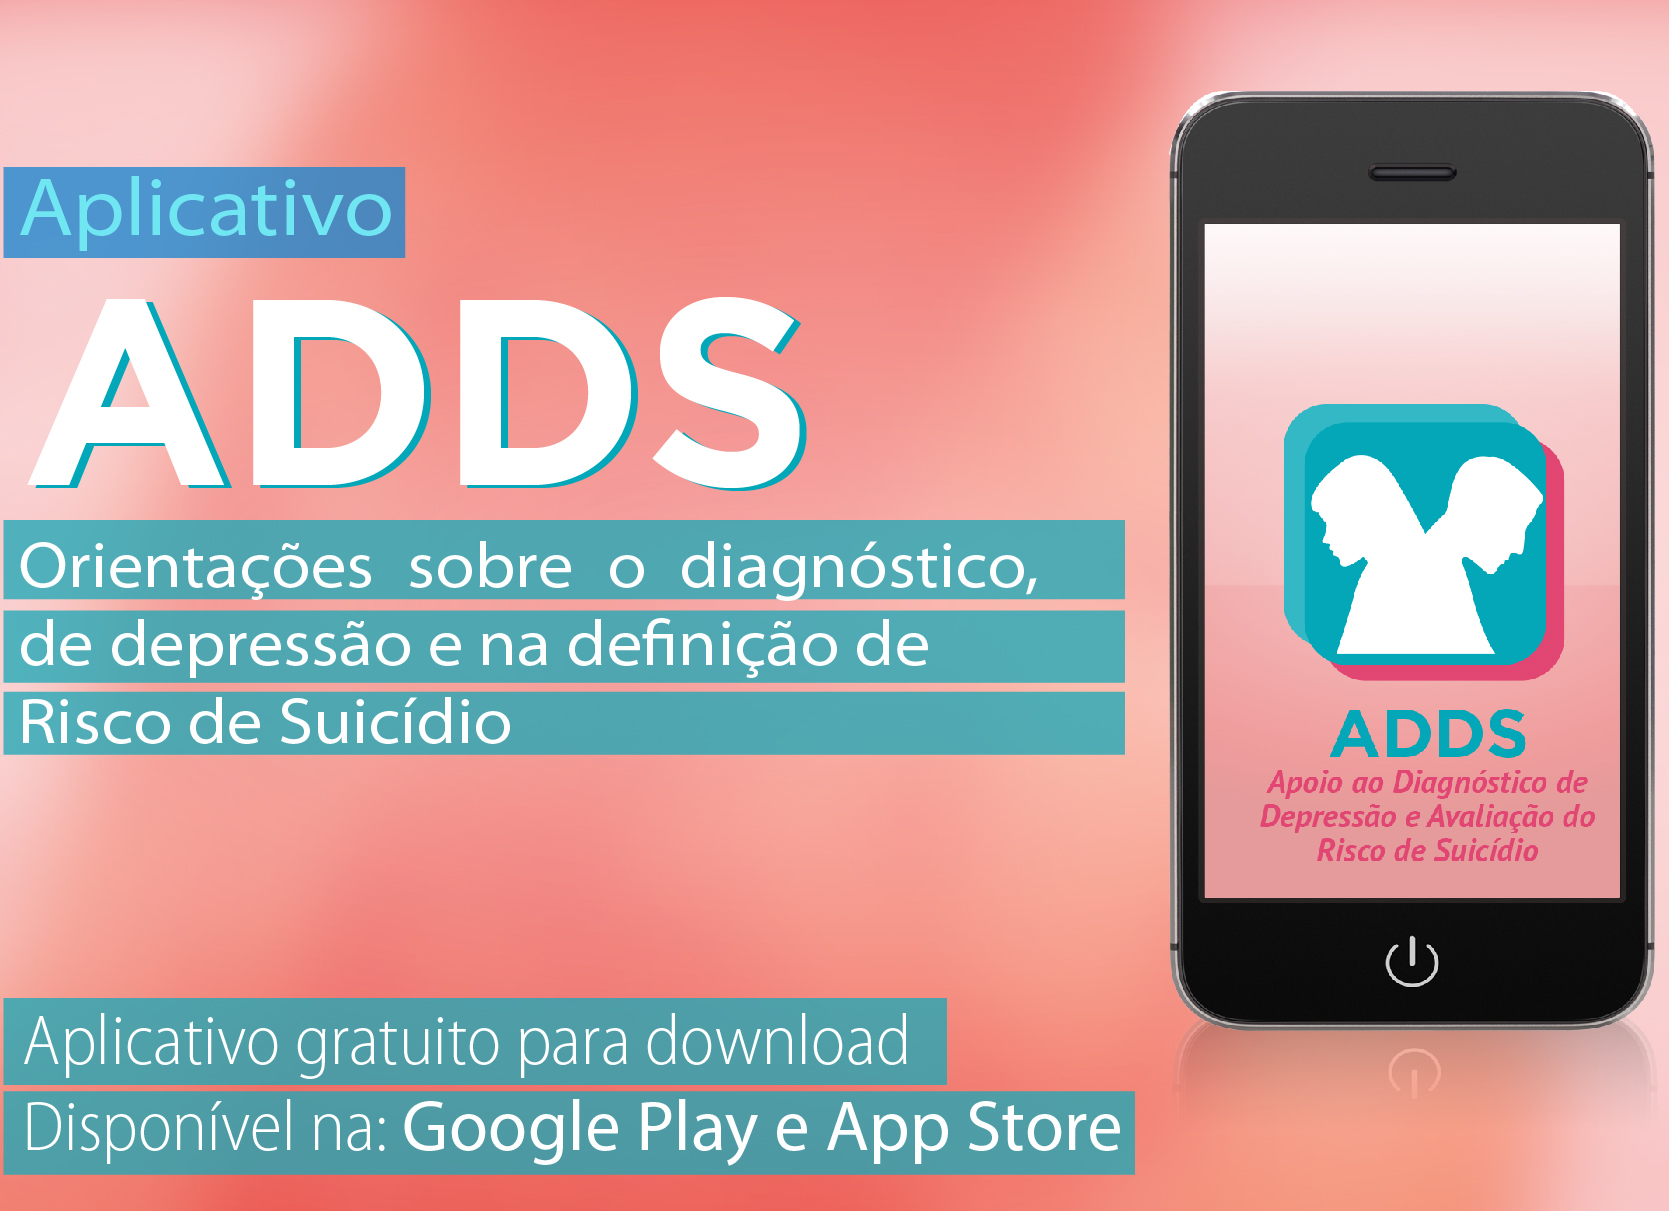 Aplicativo
ADDS
Orientações sobre o diagnóstico,
de depressão e na definição de
Risco de Suicídio
Aplicativo gratuito para download
Disponível na: Google Play e App Store
ADDS
Apoio ao Diagnóstico de
Depressão e Avaliação do
Risco de Suicídio